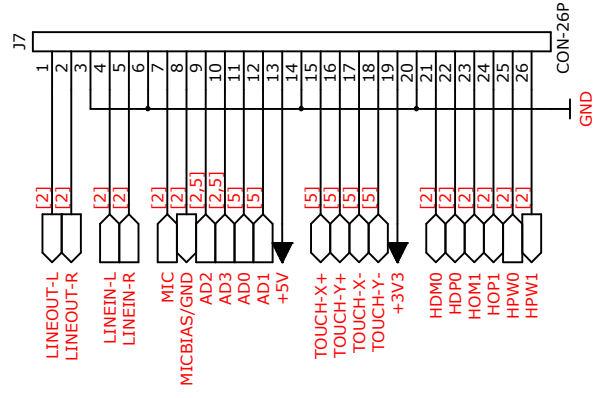 J7
CON-26P
1
2
3
4
5
6
7
8
9
10
11
12
13
14
15
16
17
18
19
20
21
22
23
24
25
26
GND
[2]
[2]
[2]
[2]
[2]
[2]
[2,5]
[2,5]
[5]
[5]
[5]
[5]
[5]
[5]
[2]
[2]
[2]
[2]
[2]
[2]
LINEOUT-L
LINEOUT-R
LINEIN-L
LINEIN-R
MIC
MICBIAS/GND
AD2
AD3
AD0
AD1
+5V
TOUCH-X+
TOUCH-Y+
TOUCH-X-
TOUCH-Y-
+3V3
HDM0
HDP0
HOM1
HOP1
HPW0
HPW1